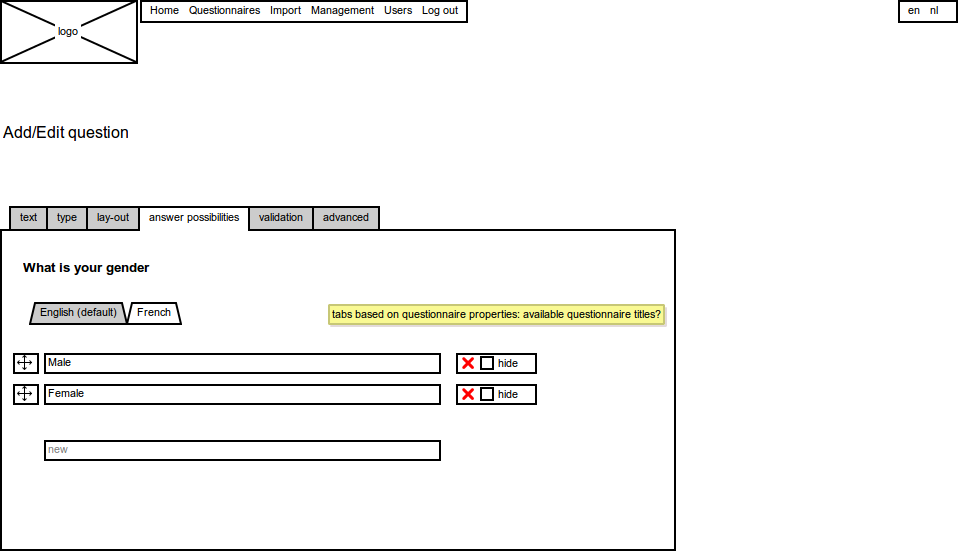 logo
Home Questionnaires Import Management Users Log out
en nl
Add/Edit question
text type lay-out answer possibilities validation advanced
What is your gender
English (default) French
tabs based on questionnaire properties: available questionnaire titles?
Male hide
Female hide
new